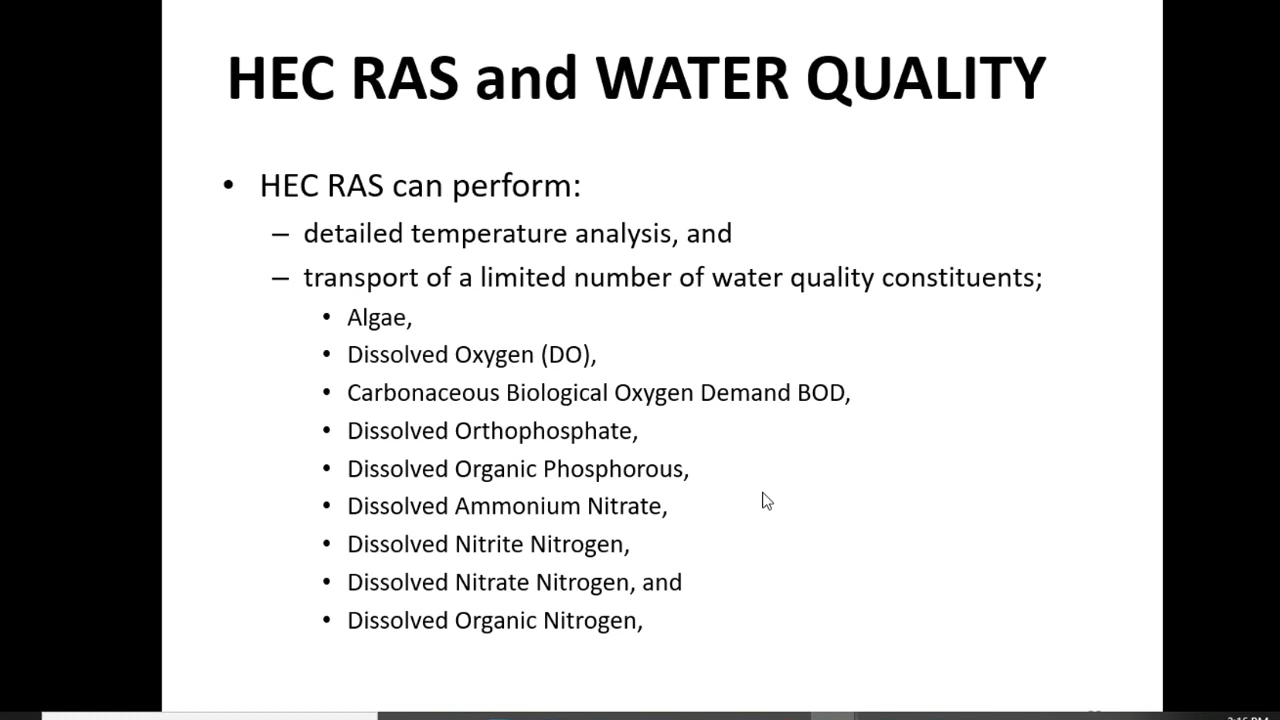 HEC RAS and WATER QUALITY
• HEC RAS can perform:
– detailed temperature analysis, and
– transport of a limited number of water quality constituents;
• Algae,
• Dissolved Oxygen (DO),
• Carbonaceous Biological Oxygen Demand BOD,
• Dissolved Orthophosphate,
• Dissolved Organic Phosphorous,
• Dissolved Ammonium Nitrate,
• Dissolved Nitrite Nitrogen,
• Dissolved Nitrate Nitrogen, and
• Dissolved Organic Nitrogen,